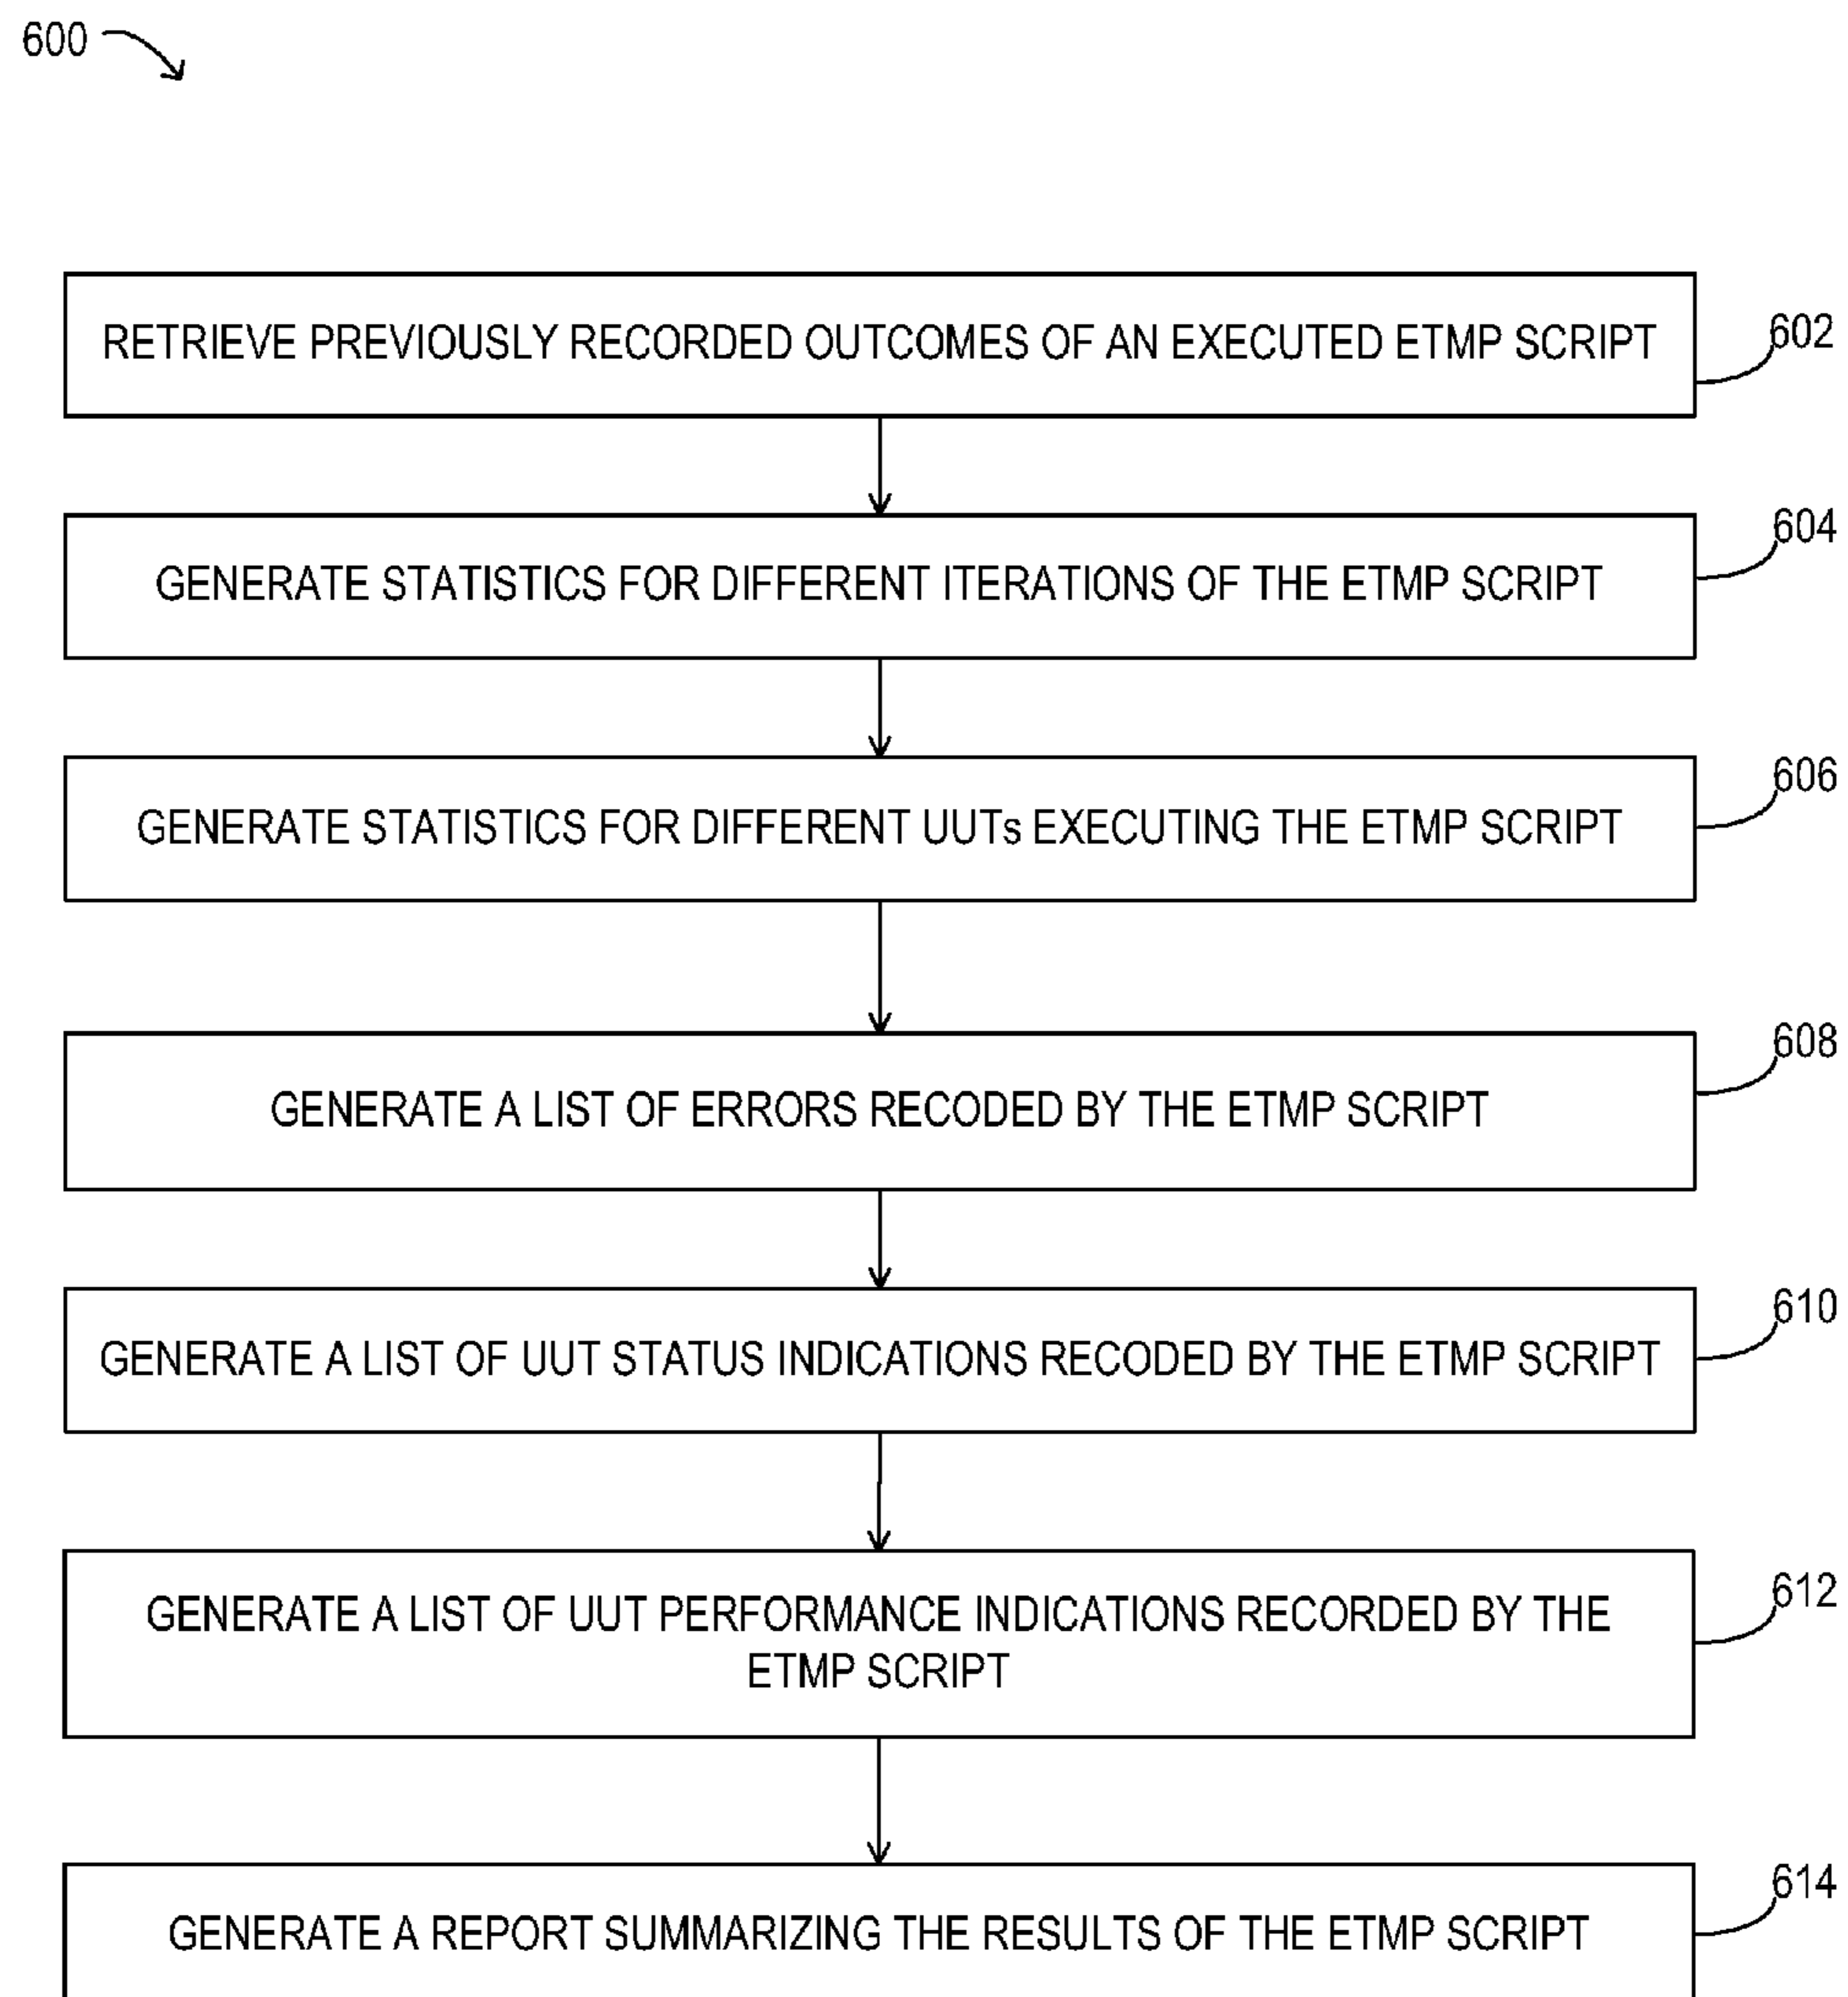 600
RETRIEVE PREVIOUSLY RECORDED OUTCOMES OF AN EXECUTED ETMP SCRIPT
602
GENERATE STATISTICS FOR DIFFERENT ITERATIONS OF THE ETMP SCRIPT
604
GENERATE STATISTICS FOR DIFFERENT UUTs EXECUTING THE ETMP SCRIPT
606
GENERATE A LIST OF ERRORS RECODED BY THE ETMP SCRIPT
608
GENERATE A LIST OF UUT STATUS INDICATIONS RECODED BY THE ETMP SCRIPT
610
GENERATE A LIST OF UUT PERFORMANCE INDICATIONS RECORDED BY THE
ETMP SCRIPT
612
GENERATE A REPORT SUMMARIZING THE RESULTS OF THE ETMP SCRIPT
614